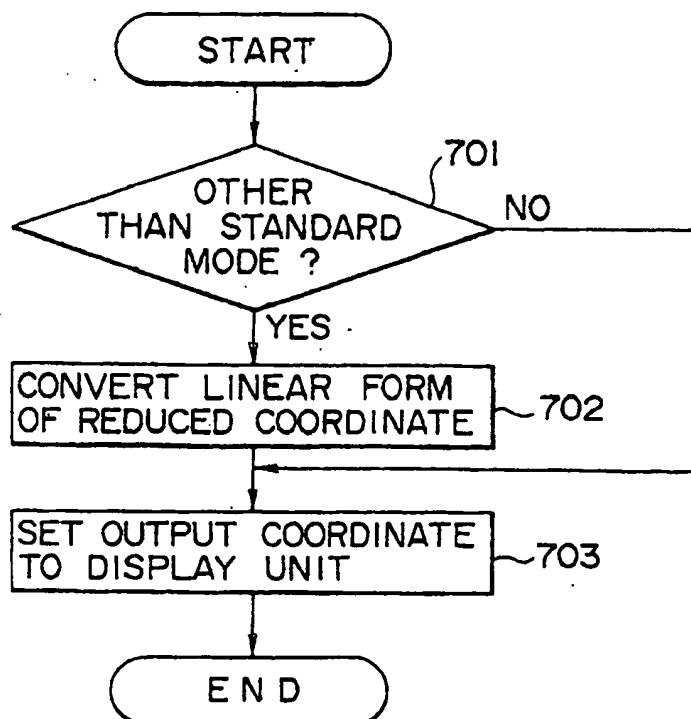 START
701
OTHER
THAN STANDARD
MODE ?
NO
YES
CONVERT LINEAR FORM
OF REDUCED COORDINATE
702
SET OUTPUT COORDINATE
TO DISPLAY UNIT
703
END